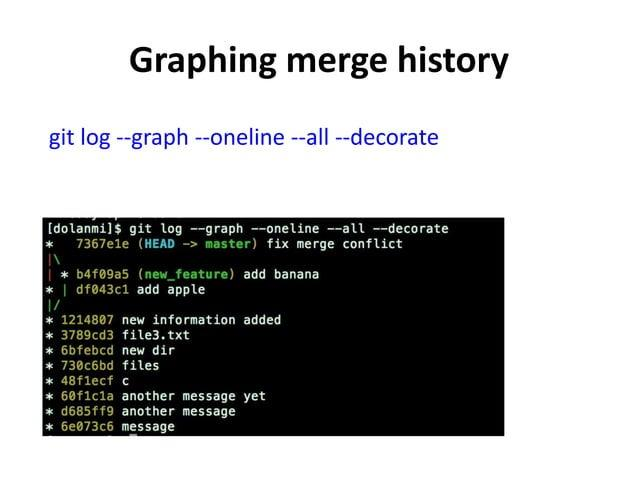 Graphing merge history
git log --graph --oneline --all --decorate
[dolanmi]$ git log --graph --oneline --all --decorate
*   7367e1e (HEAD -> master) fix merge conflict
|\
| * b4f09a5 (new_feature) add banana
* | df043c1 add apple
|/
* 1214807 new information added
* 3789cd3 file3.txt
* 6bfebcd new dir
* 730c6bd files
* 48f1ecf c
* 60f1c1a another message yet
* d685ff9 another message
* 6e073c6 message